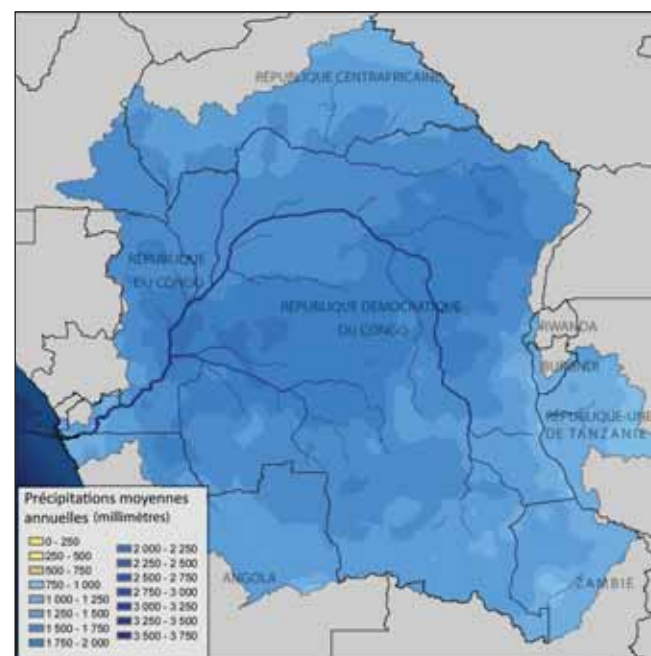 RÉPUBLIQUE CENTRAFRICAINE
RÉPUBLIQUE
DU CONGO
RÉPUBLIQUE DÉMOCRATIQUE
DU CONGO
RWANDA
BURUNDI
RÉPUBLIQUE-UNIE
DE TANZANIE
ANGOLA
ZAMBIE
Précipitations moyennes
annuelles (millimètres)
0 - 250
250 - 500
500 - 750
750 - 1 000
1 000 - 1 250
1 250 - 1 500
1 500 - 1 750
1 750 - 2 000
2 000 - 2 250
2 250 - 2 500
2 500 - 2 750
2 750 - 3 000
3 000 - 3 250
3 250 - 3 500
3 500 - 3 750